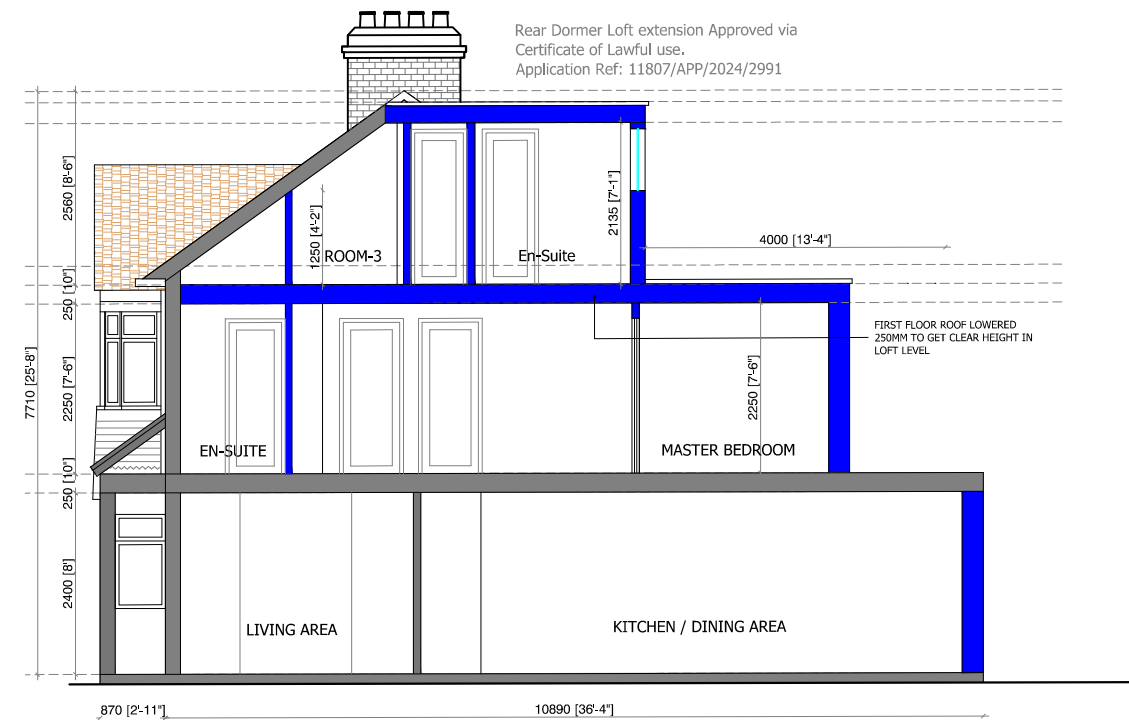 Rear Dormer Loft extension Approved via
Certificate of Lawful use.
Application Ref: 11807/APP/2024/2991
2560 [8'-6"]
1250 [4'-2"]
ROOM-3
En-Suite
2135 [7'-1"]
4000 [13'-4"]
250 [10"]
FIRST FLOOR ROOF LOWERED
250MM TO GET CLEAR HEIGHT IN
LOFT LEVEL
7710 [25'-8"]
2250 [7'-6"]
2250 [7'-6"]
EN-SUITE
MASTER BEDROOM
250 [10"]
2400 [8']
LIVING AREA
KITCHEN / DINING AREA
870 [2'-11"]
10890 [36'-4"]